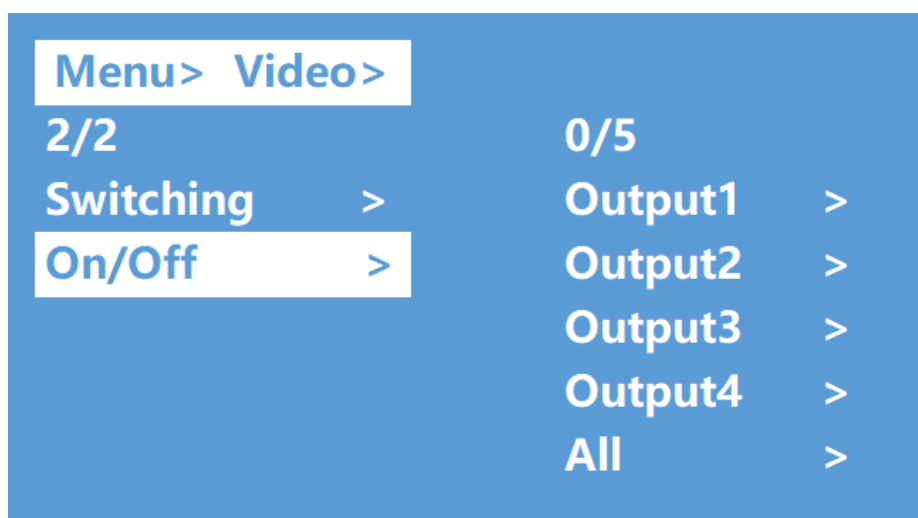 Menu> Video>
2/2 0/5
Switching > Output1 >
On/Off > Output2 >
Output3 >
Output4 >
All >